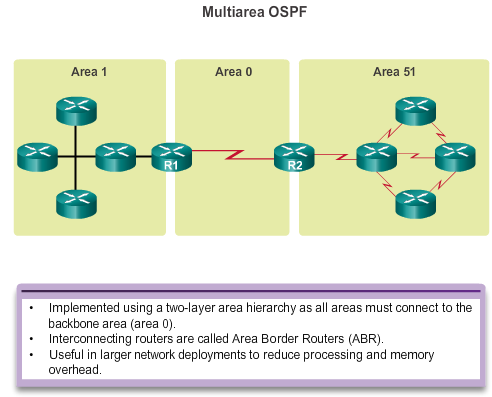 Multiarea OSPF
Area 1
Area 0
Area 51
R1
R2
• Implemented using a two-layer area hierarchy as all areas must connect to the
backbone area (area 0).
• Interconnecting routers are called Area Border Routers (ABR).
• Useful in larger network deployments to reduce processing and memory
overhead.